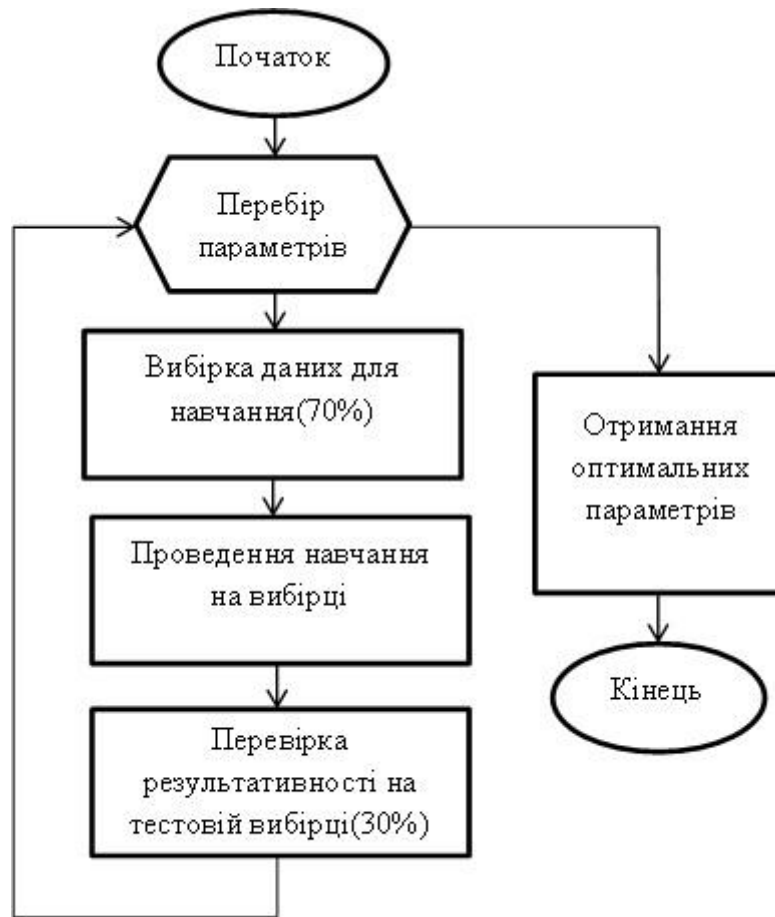 Початок
Перебір
параметрів
Вибірка даних для
навчання(70%)
Проведення навчання
на вибірці
Перевірка
результативності на
тестовій вибірці(30%)
Отримання
оптимальних
параметрів
Кінець